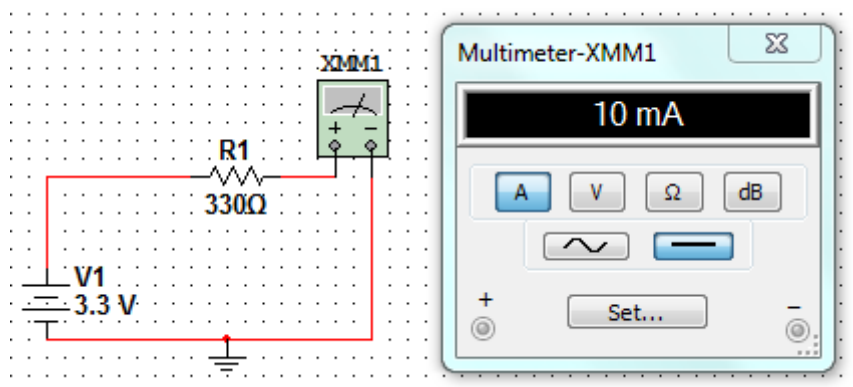 XMM1
+ −
R1
330Ω
V1
3.3 V
Multimeter-XMM1
10 mA
A V Ω dB
+ Set... −